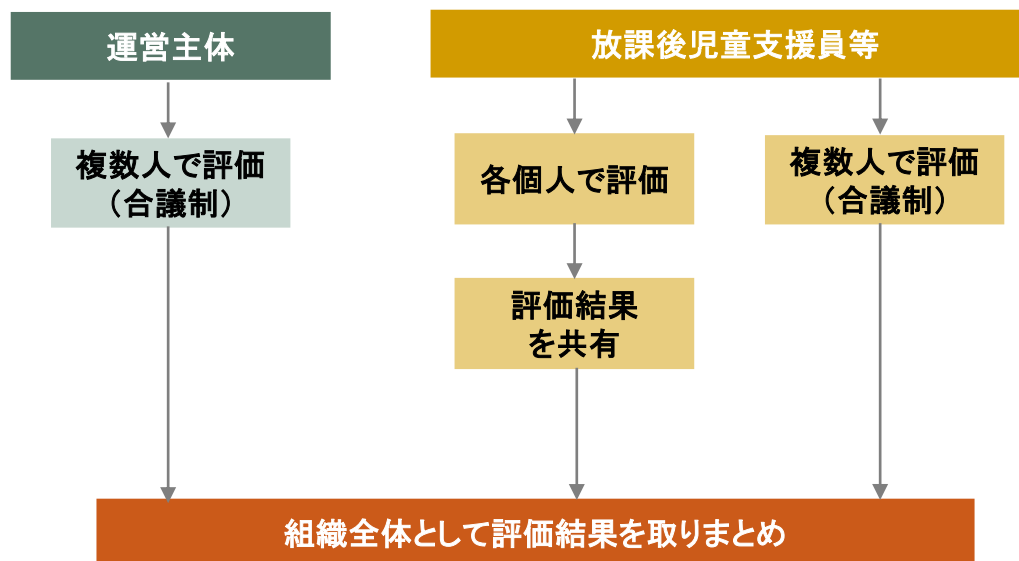 運営主体
放課後児童支援員等
複数人で評価
（合議制）
各個人で評価
複数人で評価
（合議制）
評価結果
を共有
組織全体として評価結果を取りまとめ